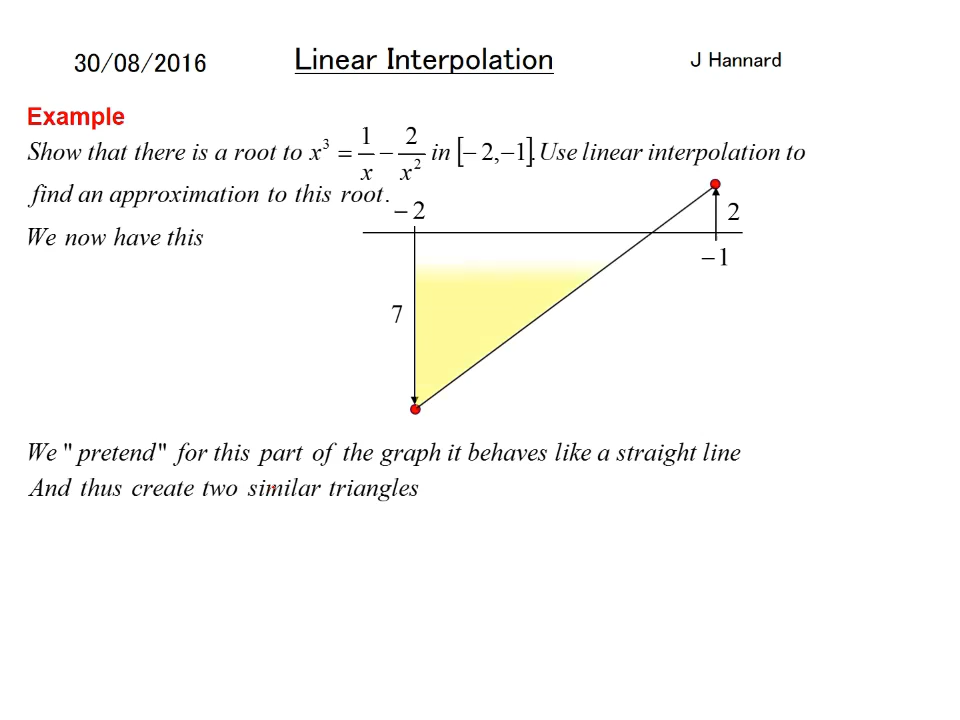 30/08/2016 Linear Interpolation J Hannard
Example
Show that there is a root to x³ = 1/x − 2/x² in [− 2,−1]. Use linear interpolation to
find an approximation to this root.
− 2
2
We now have this
−1
7
We " pretend" for this part of the graph it behaves like a straight line
And thus create two similar triangles